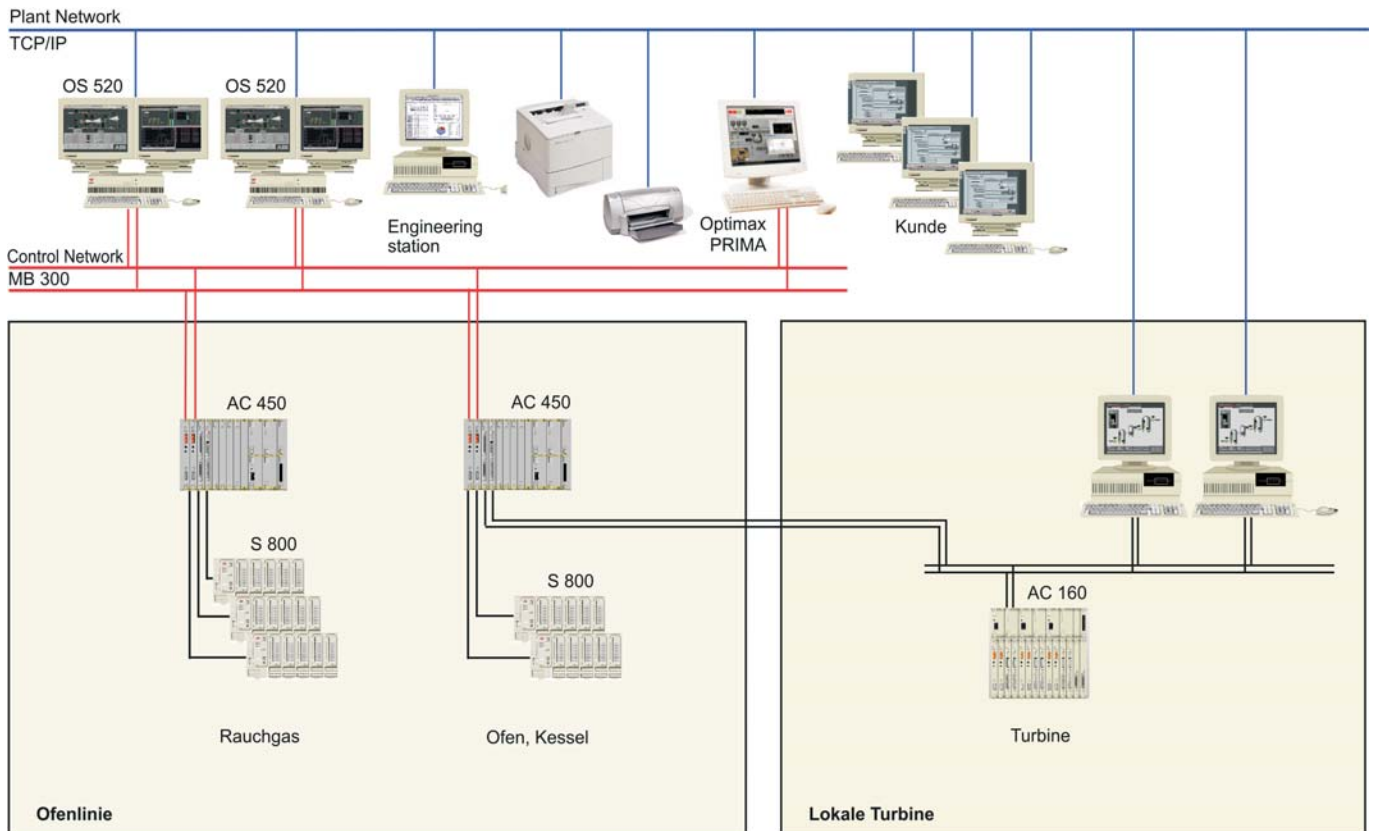 Plant Network
TCP/IP
OS 520
OS 520
Engineering
station
Optimax
PRIMA
Kunde
Control Network
MB 300
AC 450
AC 450
S 800
S 800
AC 160
Rauchgas
Ofen, Kessel
Turbine
Ofenlinie
Lokale Turbine